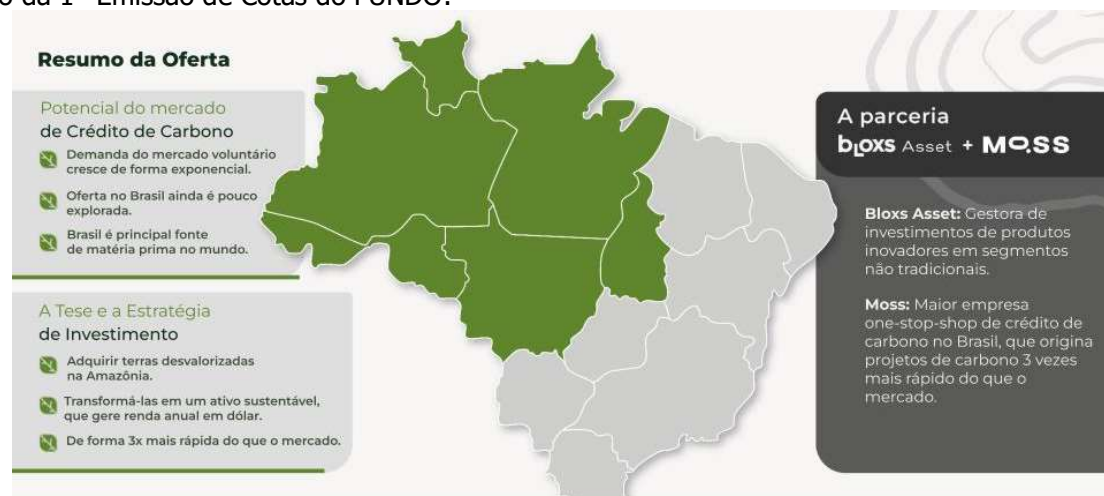 o da 1ª Emissão de Cotas do FUNDO.
Resumo da Oferta
Potencial do mercado
de Crédito de Carbono
Demanda do mercado voluntário
cresce de forma exponencial.
Oferta no Brasil ainda é pouco
explorada.
Brasil é principal fonte
de matéria prima no mundo.
A Tese e a Estratégia
de Investimento
Adquirir terras desvalorizadas
na Amazônia.
Transformá-las em um ativo sustentável,
que gere renda anual em dólar.
De forma 3x mais rápida do que o mercado.
A parceria
bloxs Asset + MOSS
Bloxs Asset: Gestora de
investimentos de produtos
inovadores em segmentos
não tradicionais.
Moss: Maior empresa
one-stop-shop de crédito de
carbono no Brasil, que origina
projetos de carbono 3 vezes
mais rápido do que o
mercado.